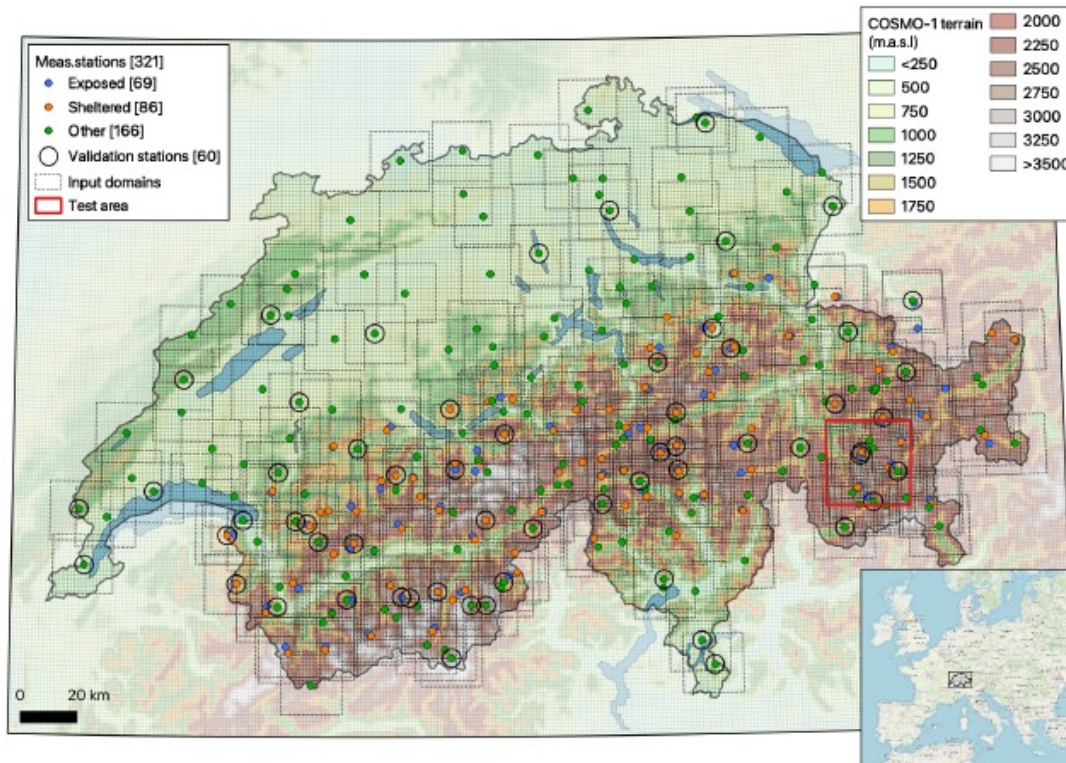 Meas.stations [321]
Exposed [69]
Sheltered [86]
Other [166]
Validation stations [60]
Input domains
Test area
COSMO-1 terrain
(m.a.s.l)
<250
500
750
1000
1250
1500
1750
2000
2250
2500
2750
3000
3250
>3500
0 20 km